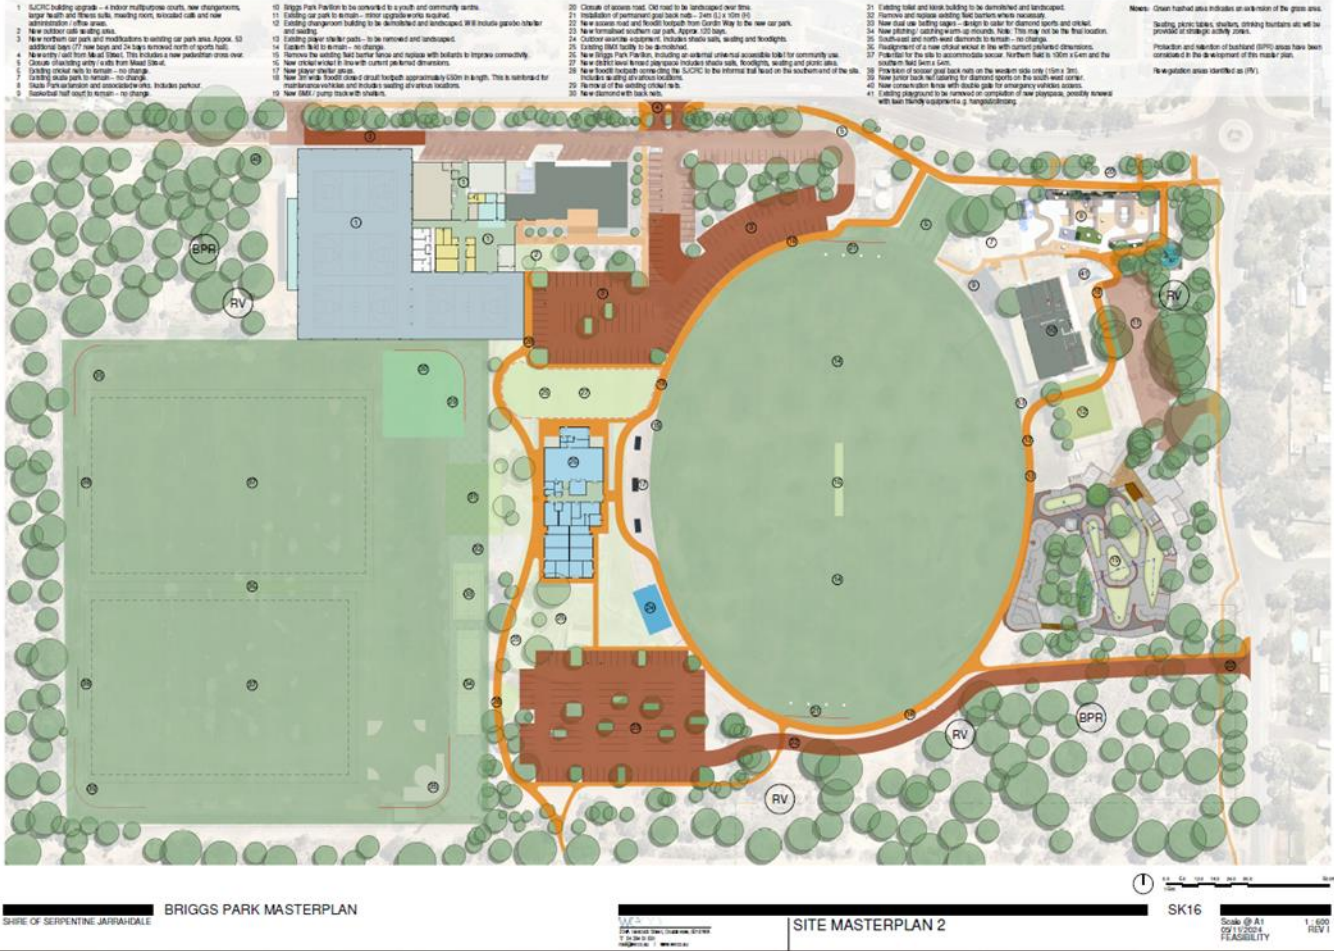 1 SJCRC building upgrade – 4 indoor multipurpose courts, new changerooms,
larger health and fitness suite, meeting room, relocated café and new
administration / office areas.
2 New outdoor café seating area.
3 New northern car park and modifications to existing car park area. Approx. 53
additional bays (77 new bays and 24 bays removed north of sports hall).
4 New entry / exit from Mead Street. This includes a new pedestrian cross over.
5 Closure of existing entry / exits from Mead Street.
6 Existing cricket nets to remain – no change.
7 Existing skate park to remain – no change.
8 Skate Park extension and associated works. Includes parkour.
9 Basketball half court to remain – no change.
10 Briggs Park Pavilion to be converted to a youth and community centre.
11 Existing car park to remain – minor upgrade works required.
12 Existing changeroom building to be demolished and landscaped. Will include gazebo shelter
and seating.
13 Existing player shelter pads – to be removed and landscaped.
14 Eastern field to remain – no change.
15 Remove the existing field barrier fence and replace with bollards to improve connectivity.
16 New cricket wicket in line with current preferred dimensions.
17 New player shelter areas.
18 New 3m wide floodlit closed circuit footpath approximately 650m in length. This is reinforced for
maintenance vehicles and includes seating at various locations.
19 New BMX / pump track with shelters.
20 Closure of access road. Old road to be landscaped over time.
21 Installation of permanent goal back nets – 24m (L) x 10m (H)
22 New access road and floodlit footpath from Gordin Way to the new car park.
23 New formalised southern car park. Approx. 120 bays.
24 Outdoor exercise equipment. Includes shade sails, seating and floodlights.
25 Existing BMX facility to be demolished.
26 New Briggs Park Pavilion, including an external universal accessible toilet for community use.
27 New district level fenced playspace includes shade sails, floodlights, seating and picnic area.
28 New floodlit footpath connecting the SJCRC to the informal trail head on the southern end of the site.
Includes seating at various locations.
29 Removal of the existing cricket nets.
30 New diamond with back nets.
31 Existing toilet and kiosk building to be demolished and landscaped.
32 Remove and replace existing field barriers where necessary.
33 New dual use batting cages – design to cater for diamond sports and cricket.
34 New pitching / catching warm up mounds. Note: This may not be the final location.
35 South-east and north-west diamonds to remain – no change.
36 Realignment of a new cricket wicket in line with current preferred dimensions.
37 Potential for the site to accommodate soccer. Northern field is 100m x 64m and the
southern field 94m x 64m.
38 Provision of soccer goal back nets on the western side only (15m x 3m).
39 New junior back net fattening for diamond sports on the south west corner.
40 New conservation fence with double gate for emergency vehicles access.
41 Existing playground to be removed on completion of new playspace, possibly renewal
with teen friendly equipment e.g. hangout/climbing.
Notes: Green hashed area indicates an extension of the grass area.
Seating, picnic tables, shelters, drinking fountains etc will be
provided at strategic activity zones.
Protection and retention of bushland (BPR) areas have been
considered in the development of this master plan.
Revegetation areas identified as (RV).
BPR
RV
RV
BPR
RV
RV
BRIGGS PARK MASTERPLAN
SHIRE OF SERPENTINE JARRAHDALE
SITE MASTERPLAN 2
SK16
Scale @ A1
1 : 600
05/11/2024
REV I
FEASIBILITY